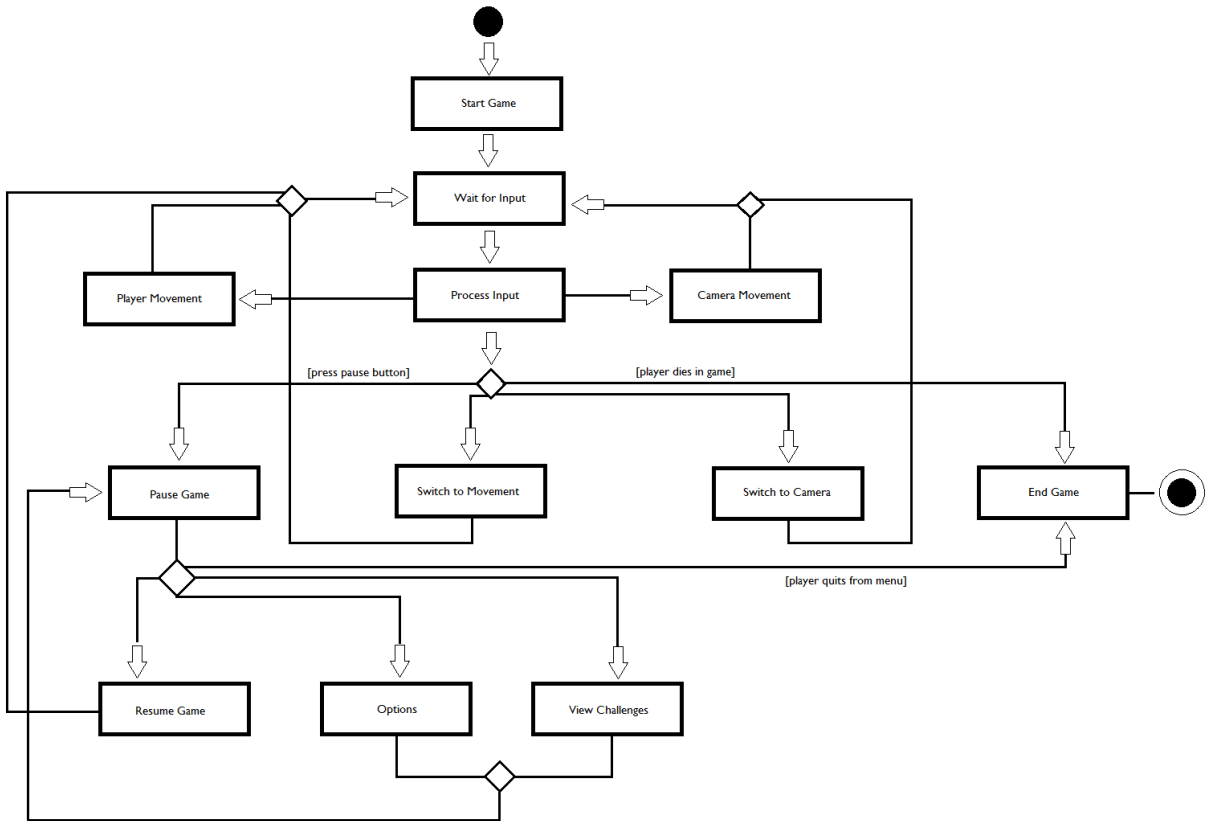 Start Game
Wait for Input
Player Movement
Process Input
Camera Movement
[press pause button]
[player dies in game]
Pause Game
Switch to Movement
Switch to Camera
End Game
[player quits from menu]
Resume Game
Options
View Challenges